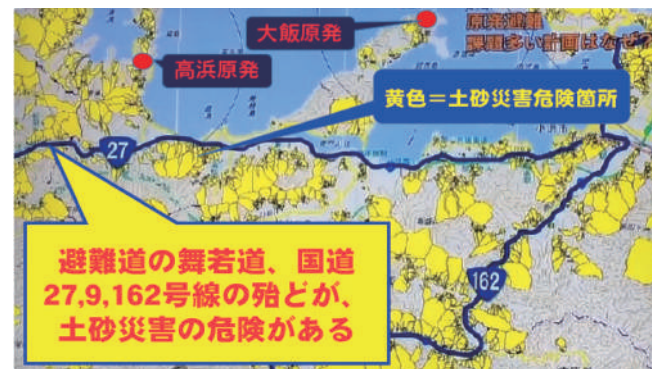 大飯原発
原発避難
課題多い計画はなぜ?
高浜原発
黄色=土砂災害危険箇所
27
避難道の舞若道、国道
27,9,162号線の殆どが、
土砂災害の危険がある
162